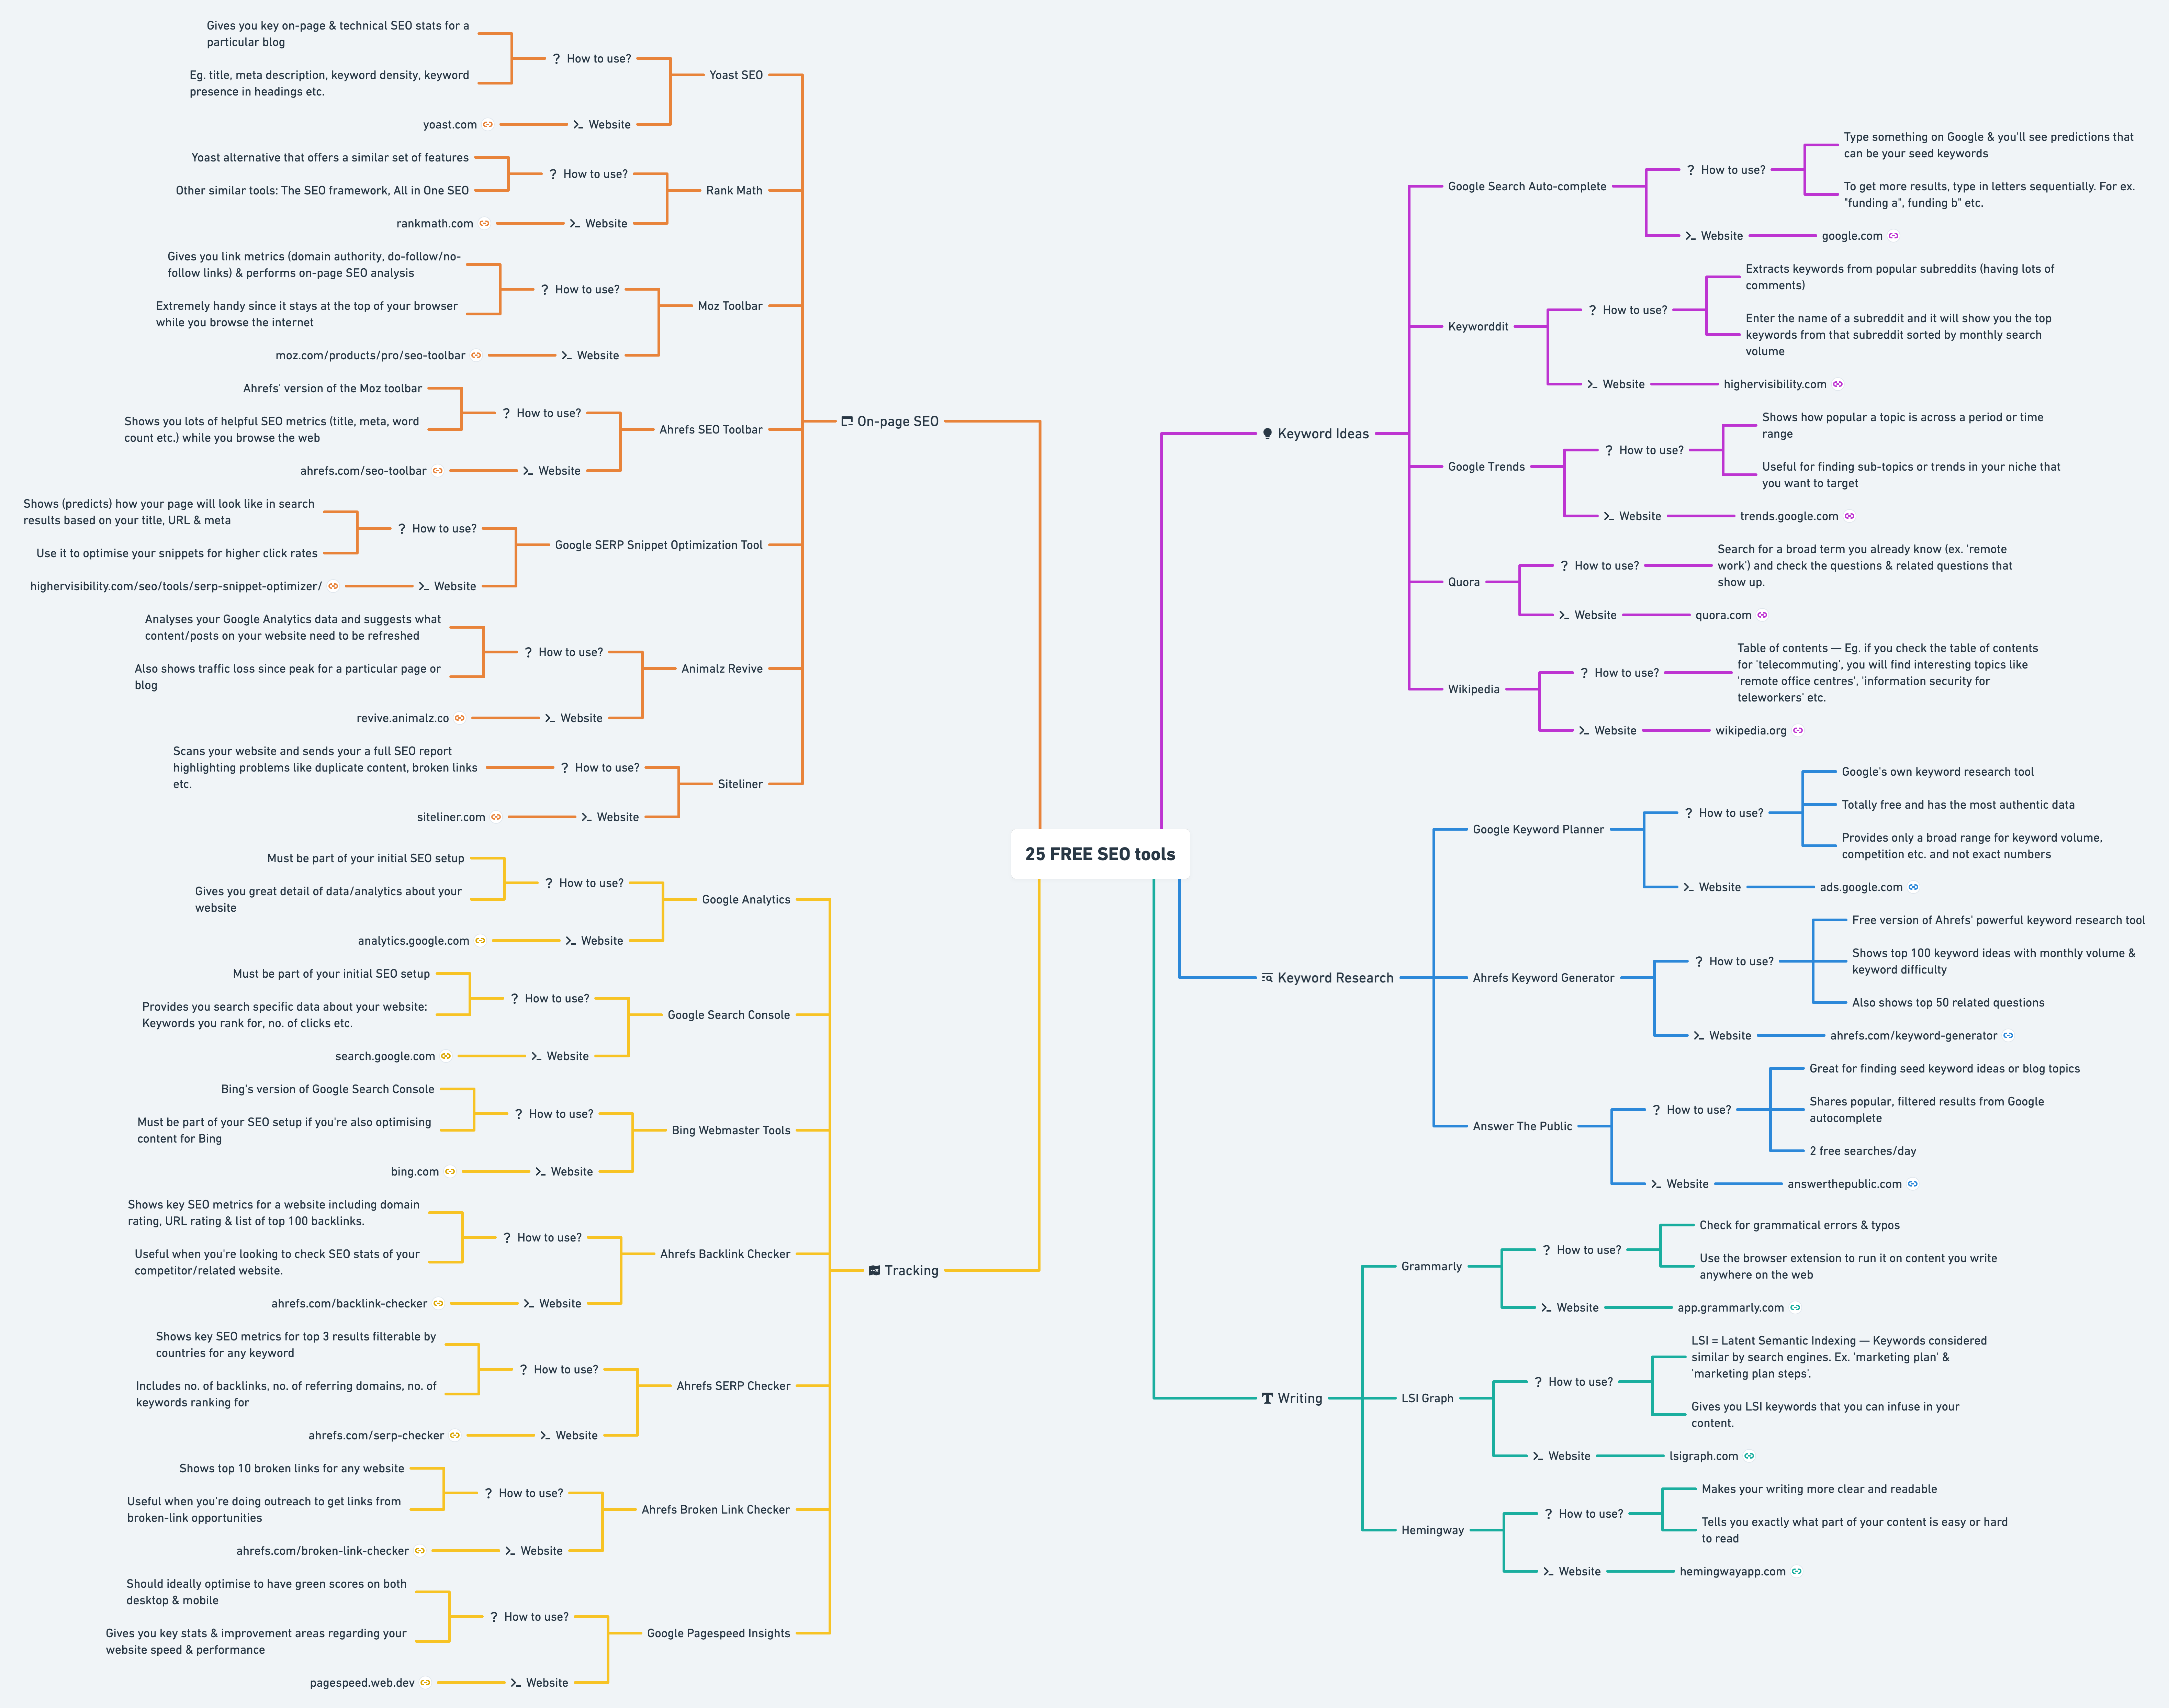 25 FREE SEO tools
On-page SEO
Yoast SEO
? How to use?
Gives you key on-page & technical SEO stats for a
particular blog
Eg. title, meta description, keyword density, keyword
presence in headings etc.
Website
yoast.com
Rank Math
? How to use?
Yoast alternative that offers a similar set of features
Other similar tools: The SEO framework, All in One SEO
Website
rankmath.com
Moz Toolbar
? How to use?
Gives you link metrics (domain authority, do-follow/no-
follow links) & performs on-page SEO analysis
Extremely handy since it stays at the top of your browser
while you browse the internet
Website
moz.com/products/pro/seo-toolbar
Ahrefs SEO Toolbar
? How to use?
Ahrefs' version of the Moz toolbar
Shows you lots of helpful SEO metrics (title, meta, word
count etc.) while you browse the web
Website
ahrefs.com/seo-toolbar
Google SERP Snippet Optimization Tool
? How to use?
Shows (predicts) how your page will look like in search
results based on your title, URL & meta
Use it to optimise your snippets for higher click rates
Website
highervisibility.com/seo/tools/serp-snippet-optimizer/
Animalz Revive
? How to use?
Analyses your Google Analytics data and suggests what
content/posts on your website need to be refreshed
Also shows traffic loss since peak for a particular page or
blog
Website
revive.animalz.co
Siteliner
? How to use?
Scans your website and sends your a full SEO report
highlighting problems like duplicate content, broken links
etc.
Website
siteliner.com
Tracking
Google Analytics
? How to use?
Must be part of your initial SEO setup
Gives you great detail of data/analytics about your
website
Website
analytics.google.com
Google Search Console
? How to use?
Must be part of your initial SEO setup
Provides you search specific data about your website:
Keywords you rank for, no. of clicks etc.
Website
search.google.com
Bing Webmaster Tools
? How to use?
Bing's version of Google Search Console
Must be part of your SEO setup if you're also optimising
content for Bing
Website
bing.com
Ahrefs Backlink Checker
? How to use?
Shows key SEO metrics for a website including domain
rating, URL rating & list of top 100 backlinks.
Useful when you're looking to check SEO stats of your
competitor/related website.
Website
ahrefs.com/backlink-checker
Ahrefs SERP Checker
? How to use?
Shows key SEO metrics for top 3 results filterable by
countries for any keyword
Includes no. of backlinks, no. of referring domains, no. of
keywords ranking for
Website
ahrefs.com/serp-checker
Ahrefs Broken Link Checker
? How to use?
Shows top 10 broken links for any website
Useful when you're doing outreach to get links from
broken-link opportunities
Website
ahrefs.com/broken-link-checker
Google Pagespeed Insights
? How to use?
Should ideally optimise to have green scores on both
desktop & mobile
Gives you key stats & improvement areas regarding your
website speed & performance
Website
pagespeed.web.dev
Keyword Ideas
Google Search Auto-complete
? How to use?
Type something on Google & you'll see predictions that
can be your seed keywords
To get more results, type in letters sequentially. For ex.
"funding a", funding b" etc.
Website
google.com
Keyworddit
? How to use?
Extracts keywords from popular subreddits (having lots of
comments)
Enter the name of a subreddit and it will show you the top
keywords from that subreddit sorted by monthly search
volume
Website
highervisibility.com
Google Trends
? How to use?
Shows how popular a topic is across a period or time
range
Useful for finding sub-topics or trends in your niche that
you want to target
Website
trends.google.com
Quora
? How to use?
Search for a broad term you already know (ex. 'remote
work') and check the questions & related questions that
show up.
Website
quora.com
Wikipedia
? How to use?
Table of contents — Eg. if you check the table of contents
for 'telecommuting', you will find interesting topics like
'remote office centres', 'information security for
teleworkers' etc.
Website
wikipedia.org
Keyword Research
Google Keyword Planner
? How to use?
Google's own keyword research tool
Totally free and has the most authentic data
Provides only a broad range for keyword volume,
competition etc. and not exact numbers
Website
ads.google.com
Ahrefs Keyword Generator
? How to use?
Free version of Ahrefs' powerful keyword research tool
Shows top 100 keyword ideas with monthly volume &
keyword difficulty
Also shows top 50 related questions
Website
ahrefs.com/keyword-generator
Answer The Public
? How to use?
Great for finding seed keyword ideas or blog topics
Shares popular, filtered results from Google
autocomplete
2 free searches/day
Website
answerthepublic.com
Writing
Grammarly
? How to use?
Check for grammatical errors & typos
Use the browser extension to run it on content you write
anywhere on the web
Website
app.grammarly.com
LSI Graph
? How to use?
LSI = Latent Semantic Indexing — Keywords considered
similar by search engines. Ex. 'marketing plan' &
'marketing plan steps'.
Gives you LSI keywords that you can infuse in your
content.
Website
lsigraph.com
Hemingway
? How to use?
Makes your writing more clear and readable
Tells you exactly what part of your content is easy or hard
to read
Website
hemingwayapp.com